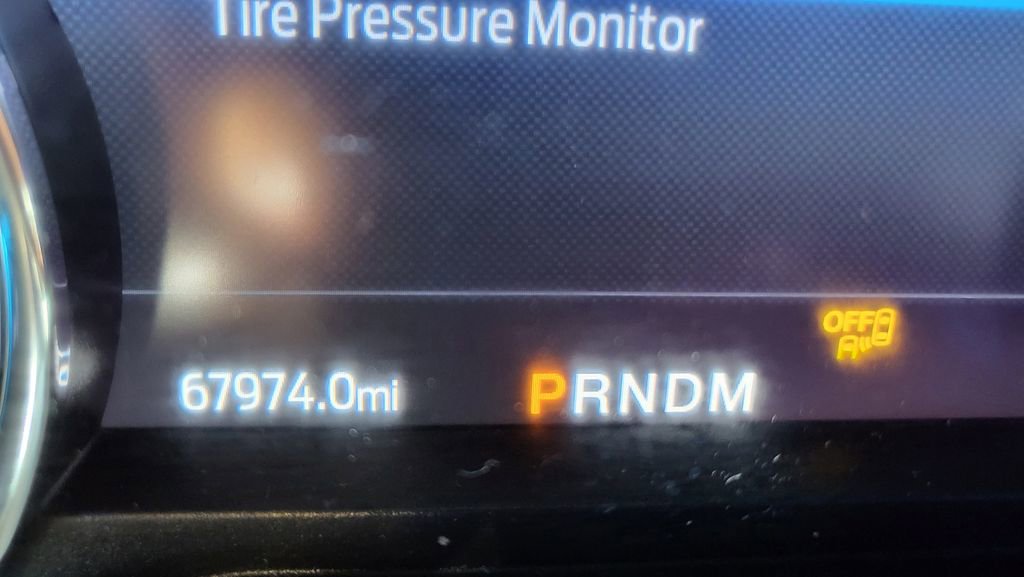 Tire Pressure Monitor
OFF
A
67974.0mi
PRNDM